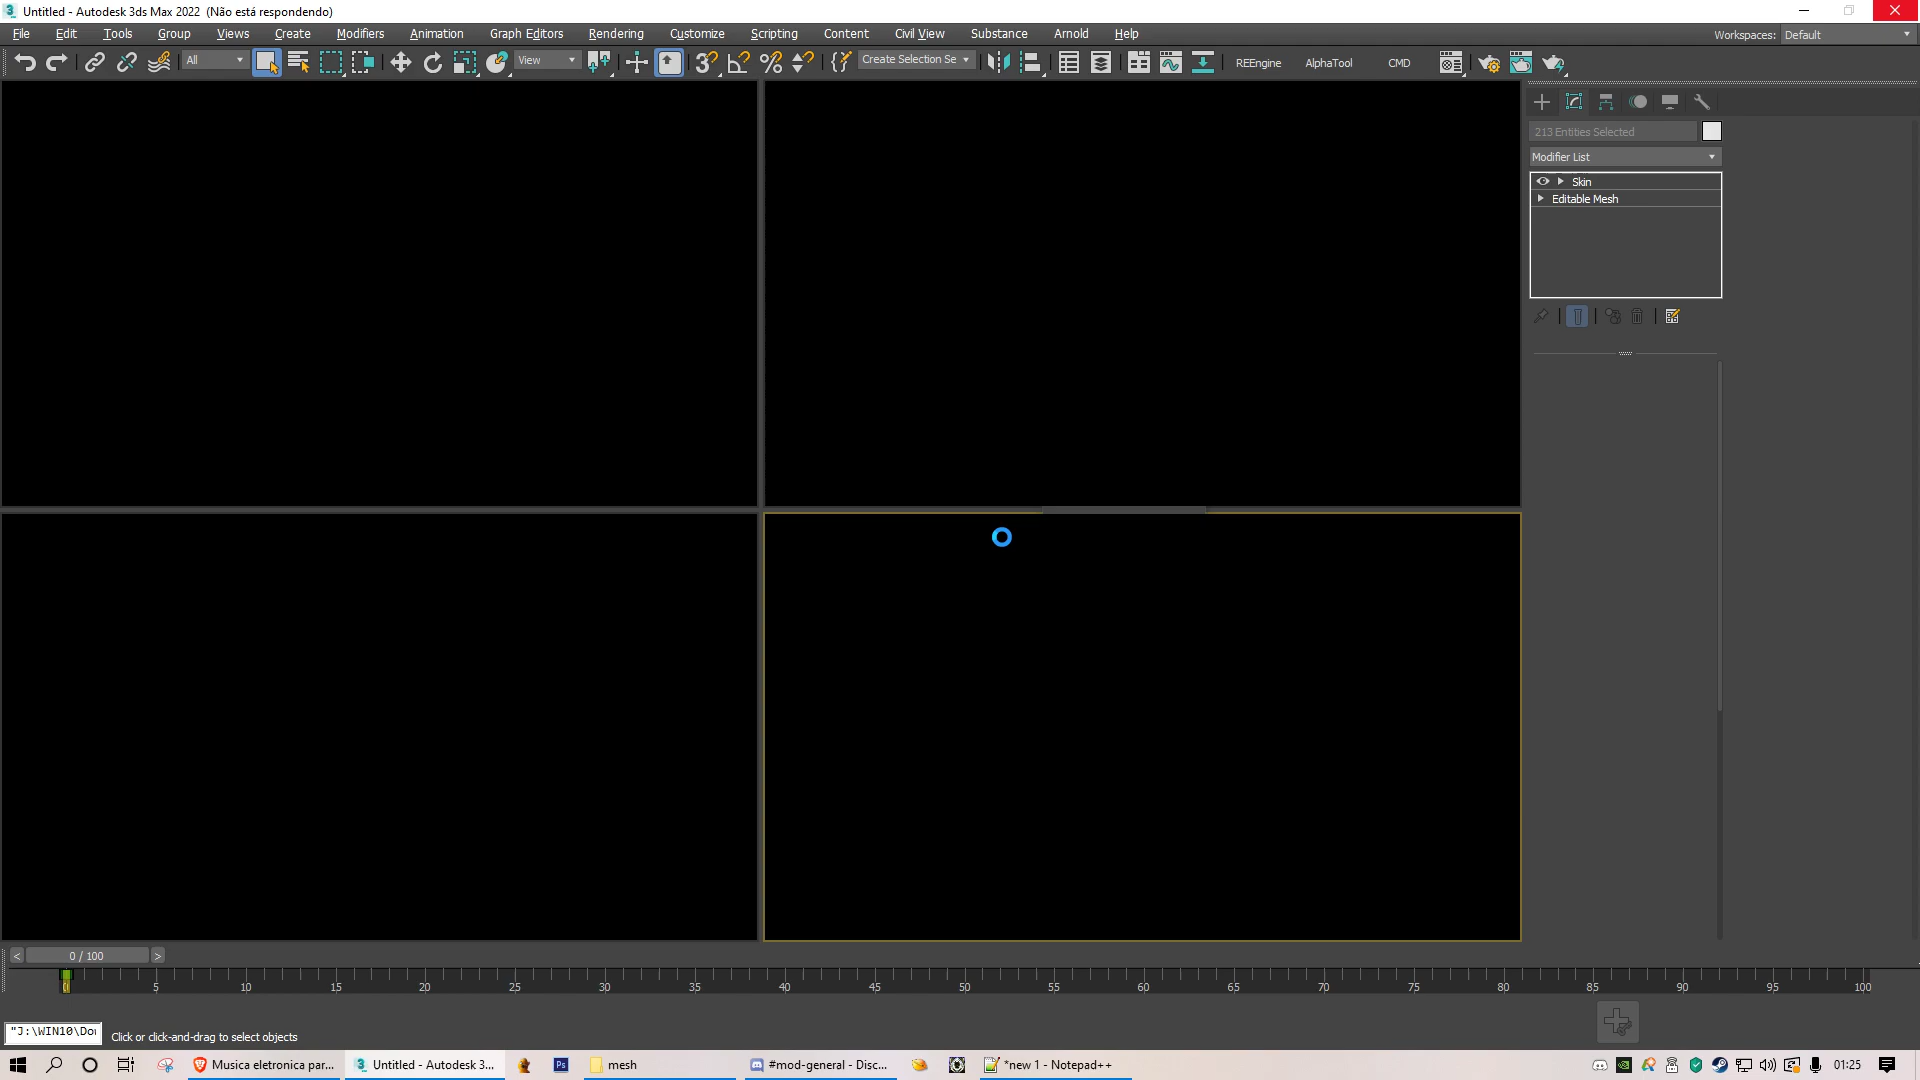 Untitled - Autodesk 3ds Max 2022 (Não está respondendo)
File Edit Tools Group Views Create Modifiers Animation Graph Editors Rendering Customize Scripting Content Civil View Substance Arnold Help
Workspaces: Default
All View Create Selection Se REEngine AlphaTool CMD
213 Entities Selected
Modifier List
Skin
Editable Mesh
< 0 / 100 >
0 5 10 15 20 25 30 35 40 45 50 55 60 65 70 75 80 85 90 95 100
"J:\WIN10\Dow
Click or click-and-drag to select objects
Musica eletronica par... Untitled - Autodesk 3... Ps mesh #mod-general - Disc... *new 1 - Notepad++ 01:25